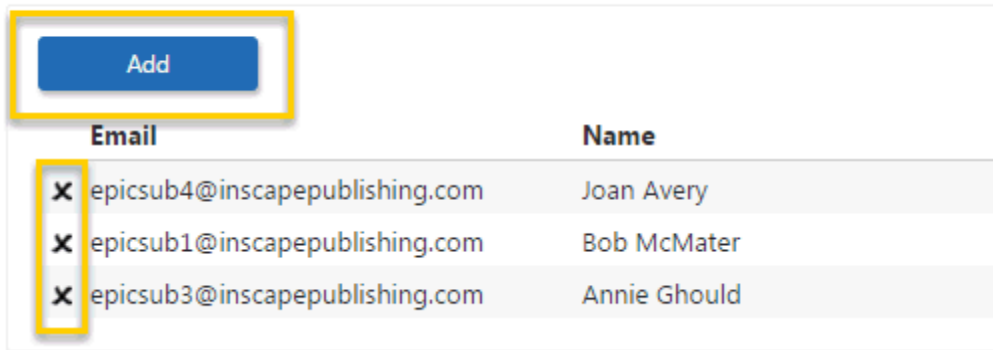 Add
Email Name
epicsub4@inscapepublishing.com Joan Avery
epicsub1@inscapepublishing.com Bob McMater
epicsub3@inscapepublishing.com Annie Ghould